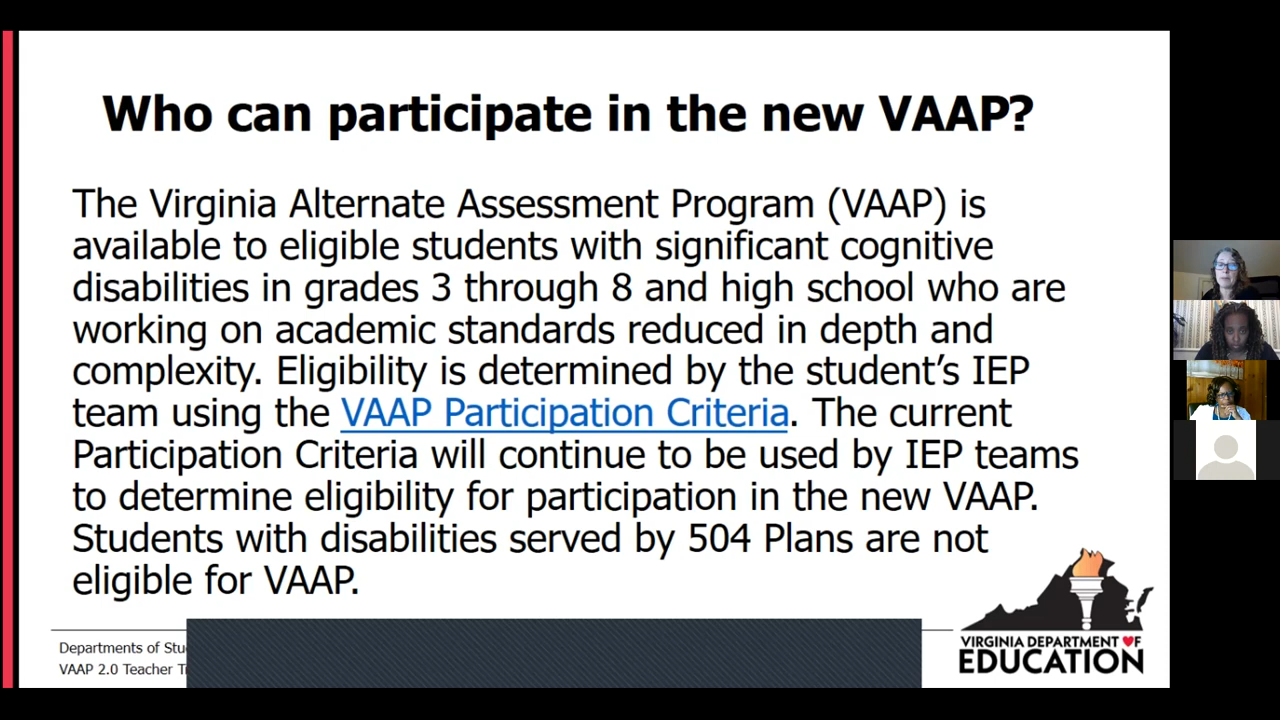 Who can participate in the new VAAP?
The Virginia Alternate Assessment Program (VAAP) is
available to eligible students with significant cognitive
disabilities in grades 3 through 8 and high school who are
working on academic standards reduced in depth and
complexity. Eligibility is determined by the student’s IEP
team using the VAAP Participation Criteria. The current
Participation Criteria will continue to be used by IEP teams
to determine eligibility for participation in the new VAAP.
Students with disabilities served by 504 Plans are not
eligible for VAAP.
Departments of
VAAP 2.0 Teacher
VIRGINIA DEPARTMENT OF
EDUCATION